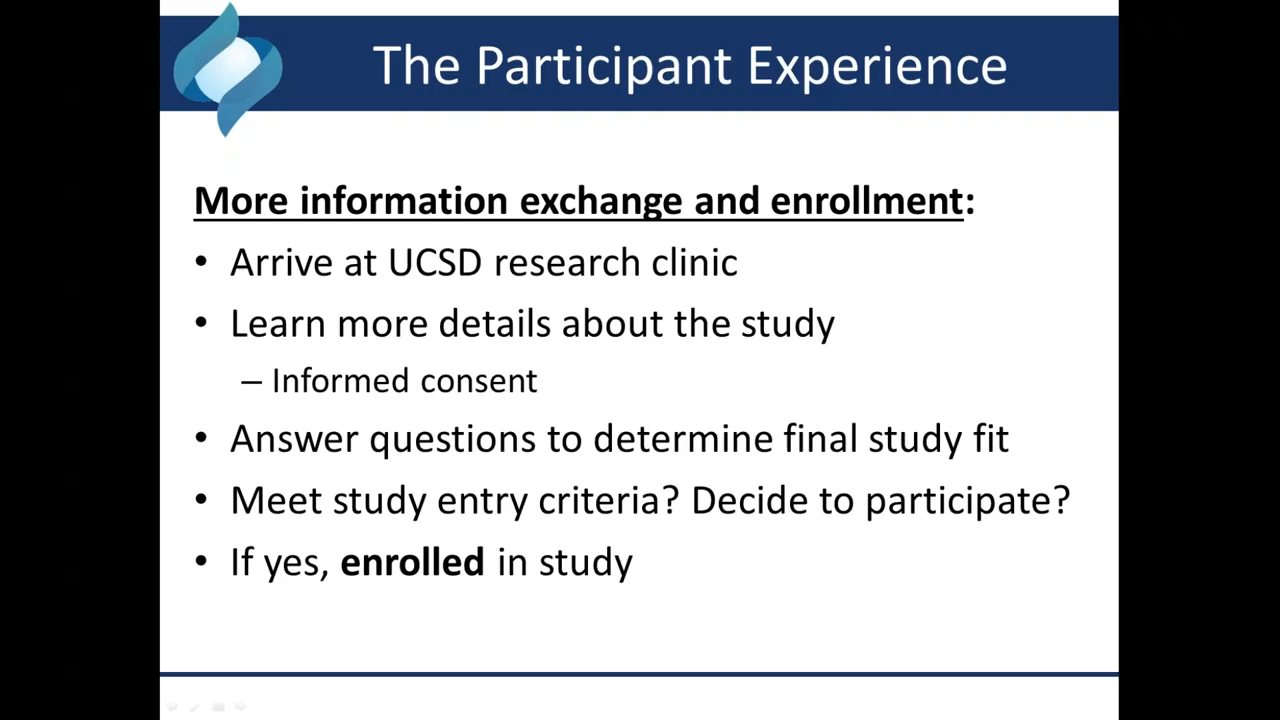 The Participant Experience
More information exchange and enrollment:
• Arrive at UCSD research clinic
• Learn more details about the study
– Informed consent
• Answer questions to determine final study fit
• Meet study entry criteria? Decide to participate?
• If yes, enrolled in study